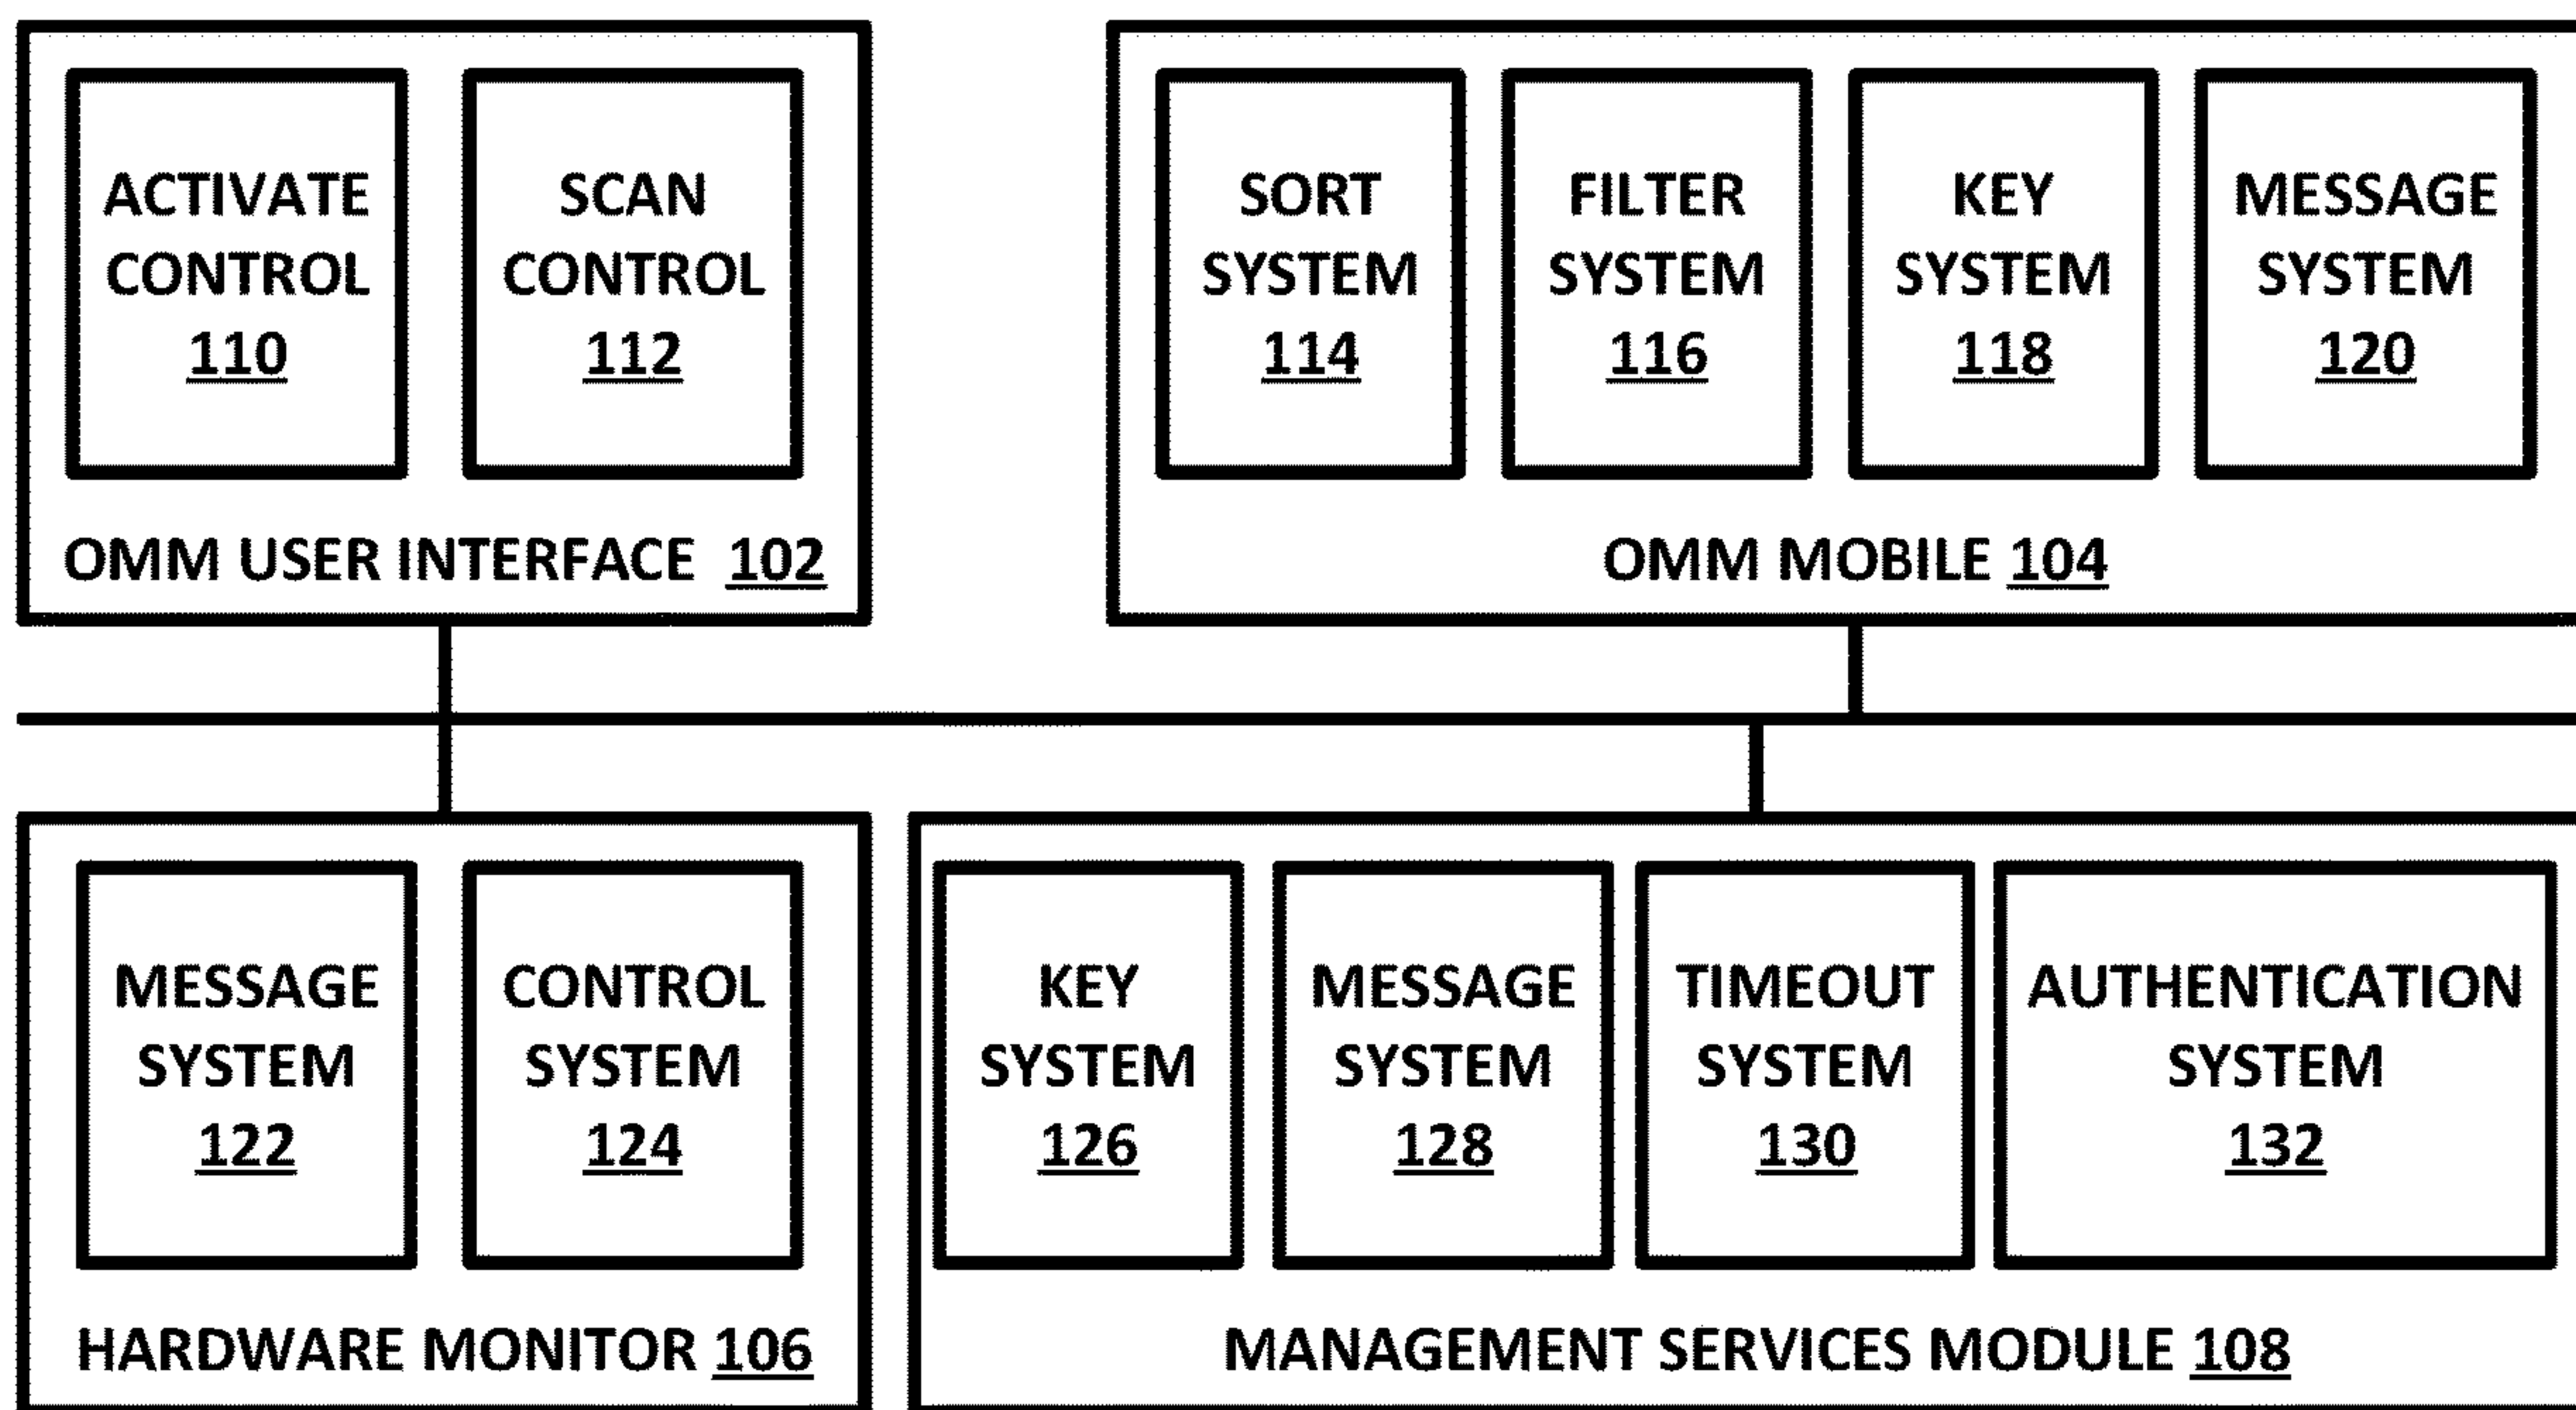 ACTIVATE
CONTROL
110
SCAN
CONTROL
112
OMM USER INTERFACE 102
SORT
SYSTEM
114
FILTER
SYSTEM
116
KEY
SYSTEM
118
MESSAGE
SYSTEM
120
OMM MOBILE 104
MESSAGE
SYSTEM
122
CONTROL
SYSTEM
124
HARDWARE MONITOR 106
KEY
SYSTEM
126
MESSAGE
SYSTEM
128
TIMEOUT
SYSTEM
130
AUTHENTICATION
SYSTEM
132
MANAGEMENT SERVICES MODULE 108